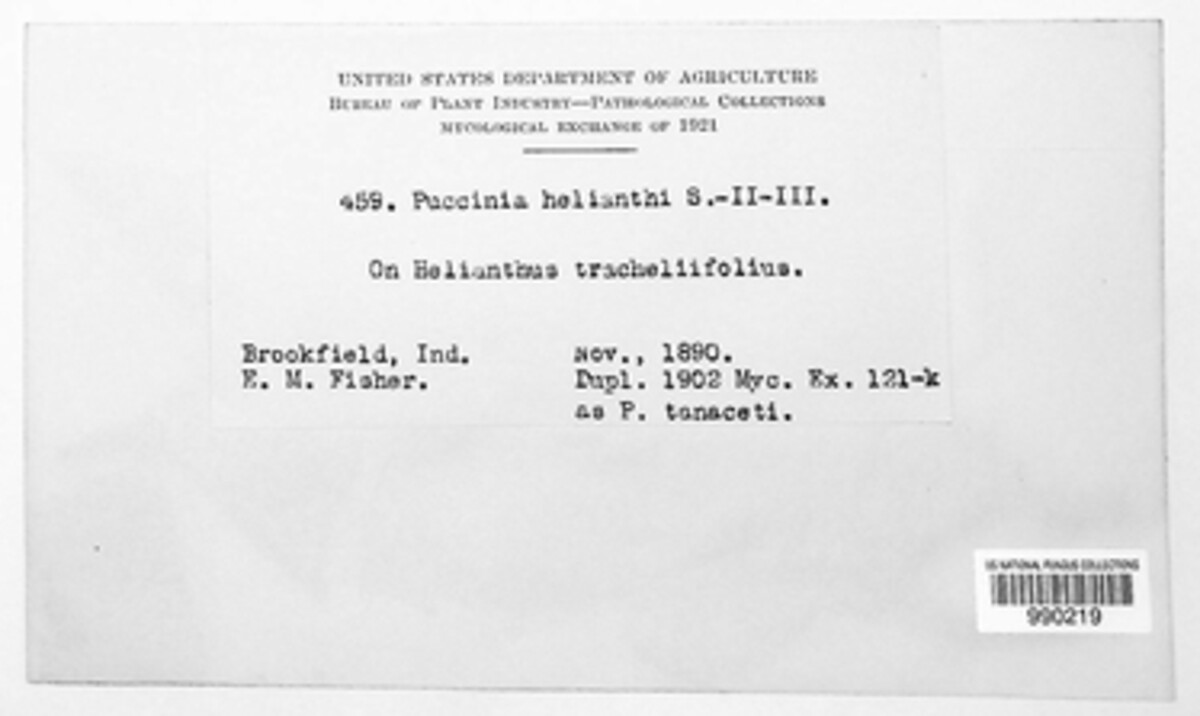 UNITED STATES DEPARTMENT OF AGRICULTURE
BUREAU OF PLANT INDUSTRY—PATHOLOGICAL COLLECTIONS
MYCOLOGICAL EXCHANGE OF 1921
459. Puccinia helianthi S.-II-III.
On Helianthus tracheliifolius.
Brookfield, Ind. Nov., 1890.
E. M. Fisher. Dupl. 1902 Myc. Ex. 121-k
as P. tanaceti.
US NATIONAL FUNGUS COLLECTIONS
990219